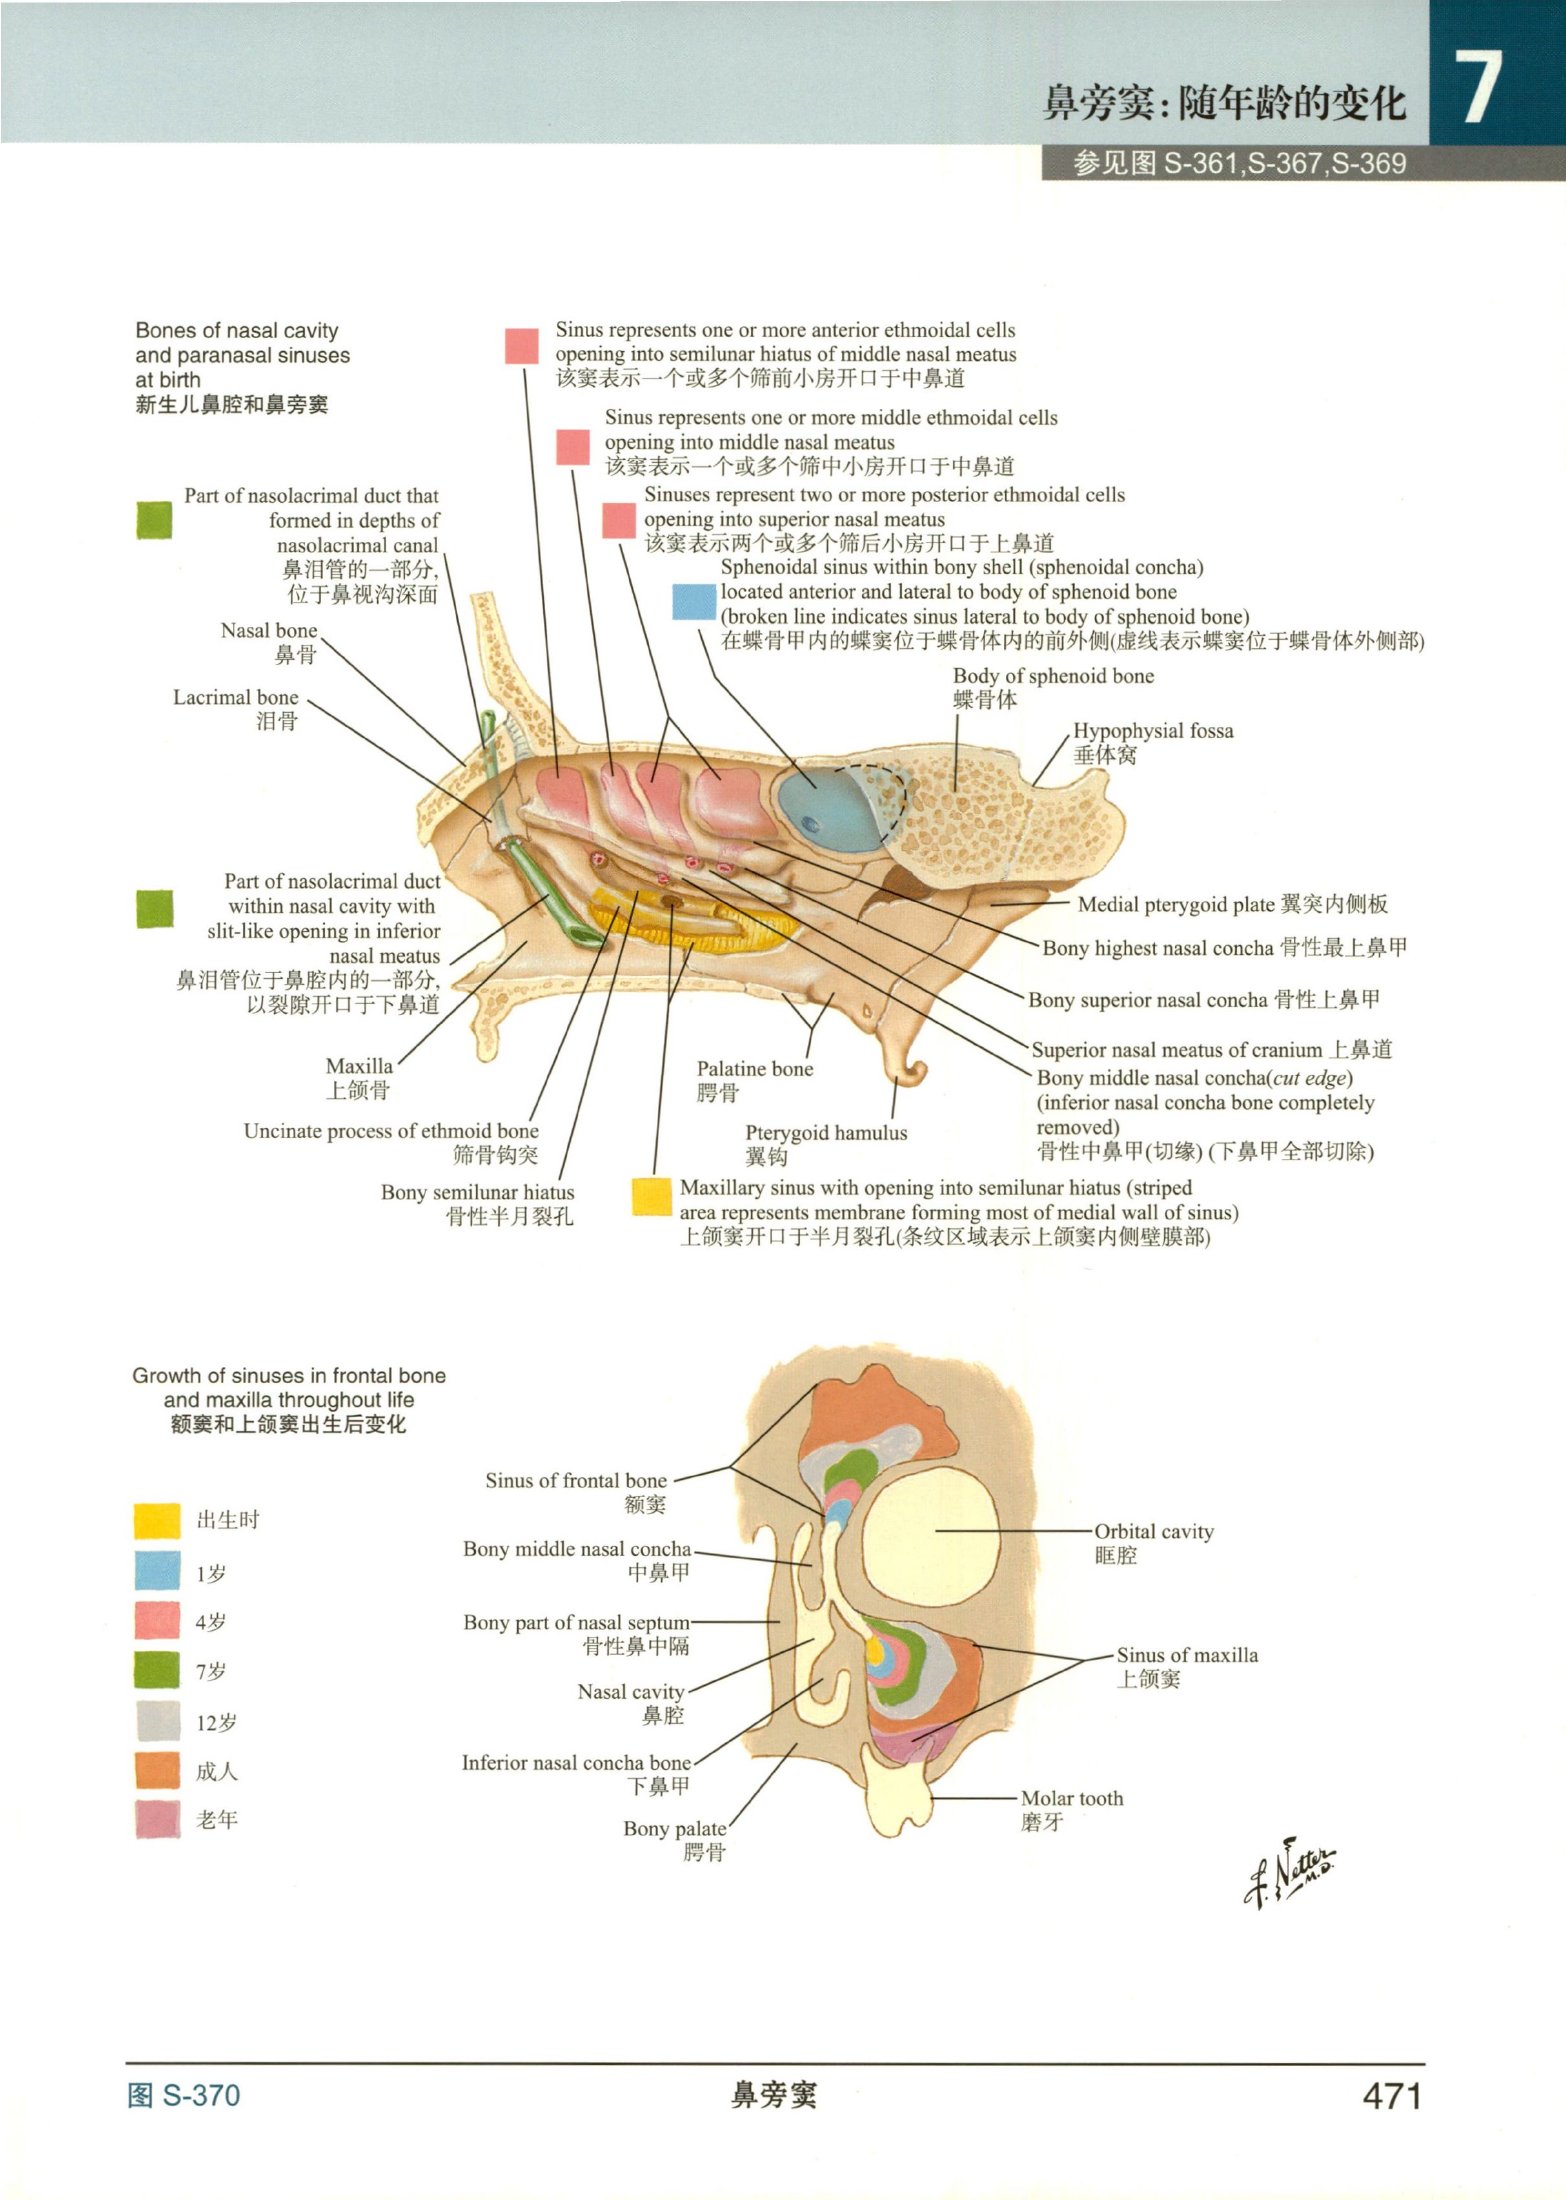 鼻旁窦:随年龄的变化
7
参见图 S-361,S-367,S-369
Bones of nasal cavity
and paranasal sinuses
at birth
新生儿鼻腔和鼻旁窦
Sinus represents one or more anterior ethmoidal cells
opening into semilunar hiatus of middle nasal meatus
该窦表示一个或多个筛前小房开口于中鼻道
Sinus represents one or more middle ethmoidal cells
opening into middle nasal meatus
该窦表示一个或多个筛中小房开口于中鼻道
Sinuses represent two or more posterior ethmoidal cells
opening into superior nasal meatus
该窦表示两个或多个筛后小房开口于上鼻道
Sphenoidal sinus within bony shell (sphenoidal concha)
located anterior and lateral to body of sphenoid bone
(broken line indicates sinus lateral to body of sphenoid bone)
在蝶骨甲内的蝶窦位于蝶骨体内的前外侧(虚线表示蝶窦位于蝶骨体外侧部)
Part of nasolacrimal duct that
formed in depths of
nasolacrimal canal
鼻泪管的一部分,
位于鼻视沟深面
Nasal bone
鼻骨
Lacrimal bone
泪骨
Body of sphenoid bone
蝶骨体
Hypophysial fossa
垂体窝
Part of nasolacrimal duct
within nasal cavity with
slit-like opening in inferior
nasal meatus
鼻泪管位于鼻腔内的一部分,
以裂隙开口于下鼻道
Medial pterygoid plate 翼突内侧板
Bony highest nasal concha 骨性最上鼻甲
Bony superior nasal concha 骨性上鼻甲
Superior nasal meatus of cranium 上鼻道
Bony middle nasal concha(cut edge)
(inferior nasal concha bone completely
removed)
骨性中鼻甲(切缘) (下鼻甲全部切除)
Maxilla
上颌骨
Palatine bone
腭骨
Uncinate process of ethmoid bone
筛骨钩突
Pterygoid hamulus
翼钩
Bony semilunar hiatus
骨性半月裂孔
Maxillary sinus with opening into semilunar hiatus (striped
area represents membrane forming most of medial wall of sinus)
上颌窦开口于半月裂孔(条纹区域表示上颌窦内侧壁膜部)
Growth of sinuses in frontal bone
and maxilla throughout life
额窦和上颌窦出生后变化
出生时
1岁
4岁
7岁
12岁
成人
老年
Sinus of frontal bone
额窦
Bony middle nasal concha
中鼻甲
Bony part of nasal septum
骨性鼻中隔
Nasal cavity
鼻腔
Inferior nasal concha bone
下鼻甲
Bony palate
腭骨
Orbital cavity
眶腔
Sinus of maxilla
上颌窦
Molar tooth
磨牙
F. Netter
M.D.
图 S-370
鼻旁窦
471